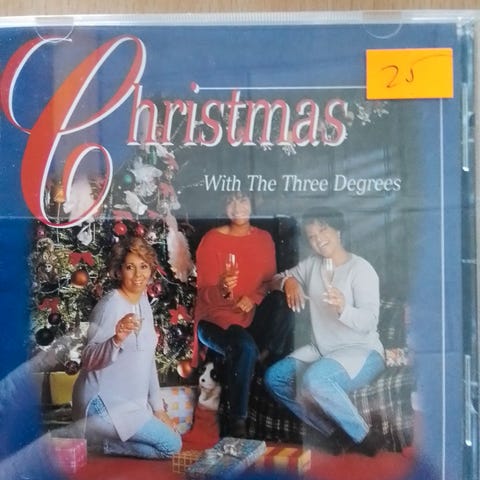 Christmas
With The Three Degrees
25